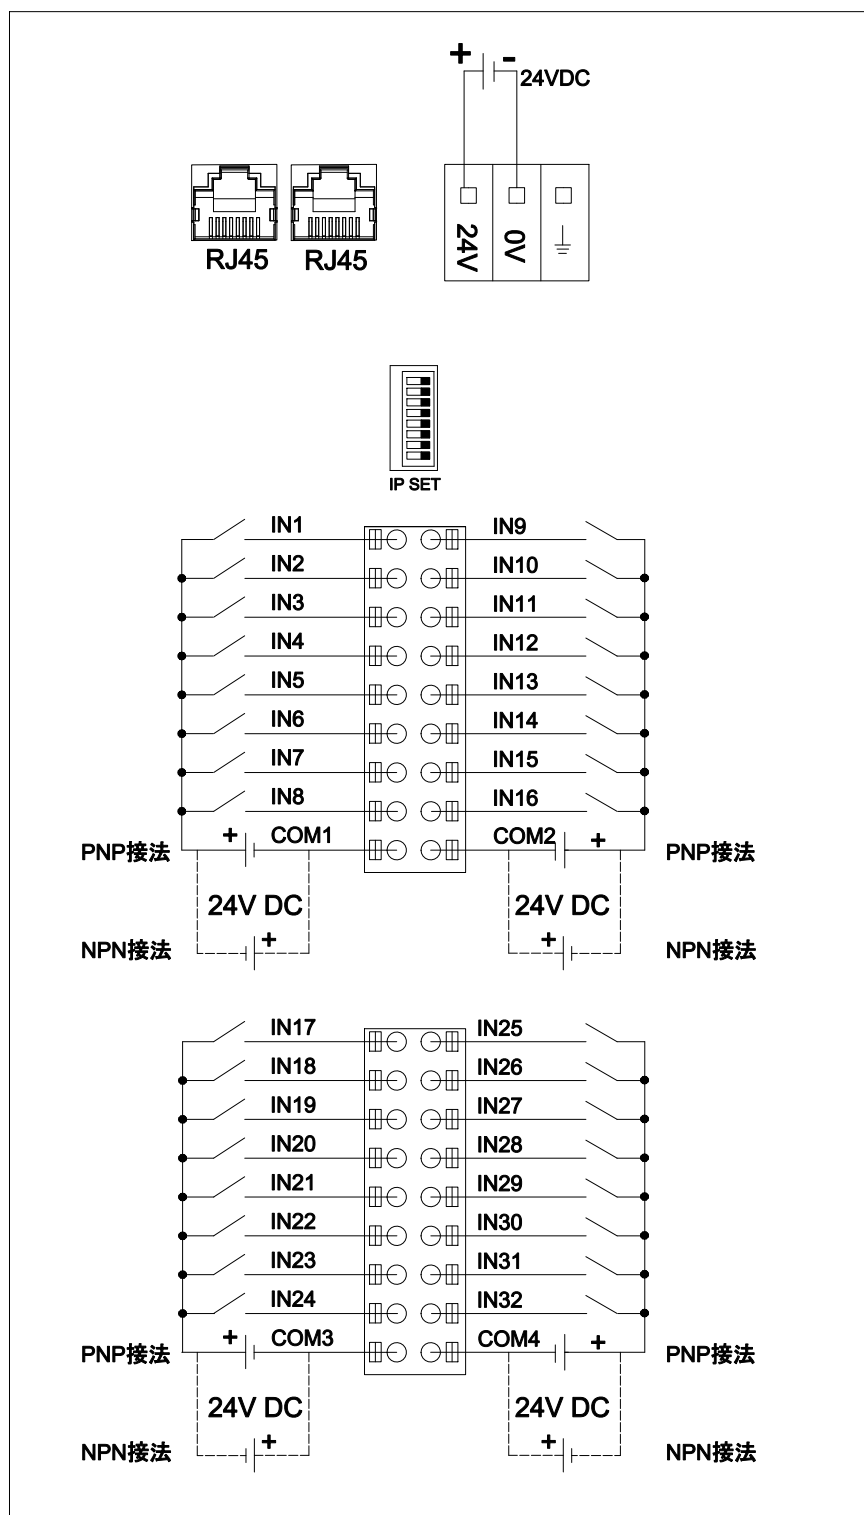 + -
24VDC
24V 0V
RJ45 RJ45
IP SET
IN1 IN9
IN2 IN10
IN3 IN11
IN4 IN12
IN5 IN13
IN6 IN14
IN7 IN15
IN8 IN16
PNP接法 + COM1 COM2 + PNP接法
24V DC 24V DC
NPN接法 + + NPN接法
IN17 IN25
IN18 IN26
IN19 IN27
IN20 IN28
IN21 IN29
IN22 IN30
IN23 IN31
IN24 IN32
PNP接法 + COM3 COM4 + PNP接法
24V DC 24V DC
NPN接法 + + NPN接法